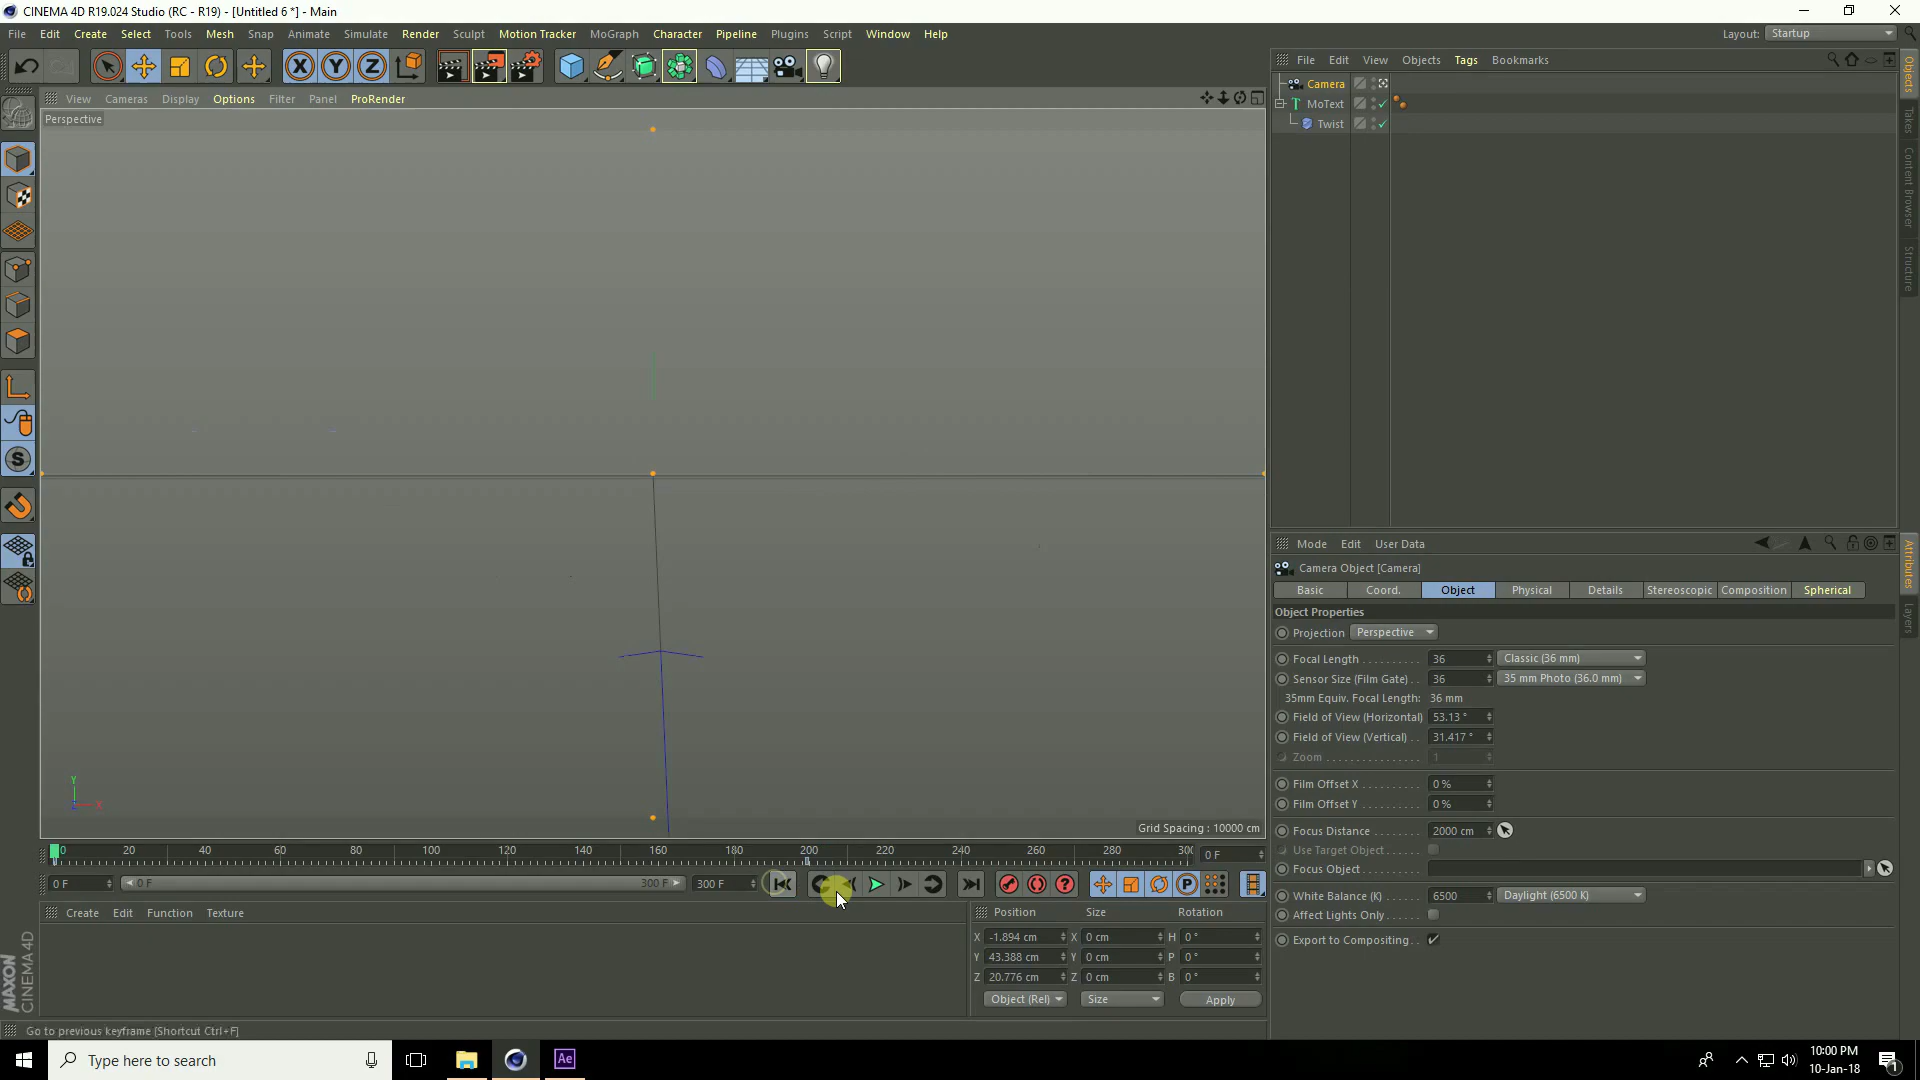 CINEMA 4D R19.024 Studio (RC - R19) - [Untitled 6 *] - Main
File Edit Create Select Tools Mesh Snap Animate Simulate Render Sculpt Motion Tracker MoGraph Character Pipeline Plugins Script Window Help
Layout: Startup
View Cameras Display Options Filter Panel ProRender
Perspective
File Edit View Objects Tags Bookmarks
Camera
MoText
Twist
Objects
Takes
Content Browser
Structure
Mode Edit User Data
Camera Object [Camera]
Basic Coord. Object Physical Details Stereoscopic Composition Spherical
Object Properties
Projection Perspective
Focal Length 36 Classic (36 mm)
Sensor Size (Film Gate) 36 35 mm Photo (36.0 mm)
35mm Equiv. Focal Length: 36 mm
Field of View (Horizontal) 53.13 °
Field of View (Vertical) 31.417 °
Zoom 1
Film Offset X 0 %
Film Offset Y 0 %
Focus Distance 2000 cm
Use Target Object
Focus Object
White Balance (K) 6500 Daylight (6500 K)
Affect Lights Only
Export to Compositing
Attributes
Layers
Y
Z X
Grid Spacing : 10000 cm
0 20 40 60 80 100 120 140 160 180 200 220 240 260 280 300 0 F
0 F 0 F 300 F 300 F
Create Edit Function Texture
Position Size Rotation
X -1.894 cm X 0 cm H 0 °
Y 43.388 cm Y 0 cm P 0 °
Z 20.776 cm Z 0 cm B 0 °
Object (Rel) Size Apply
MAXON
CINEMA 4D
Go to previous keyframe [Shortcut Ctrl+F]
Type here to search
Ae
10:00 PM
10-Jan-18
1